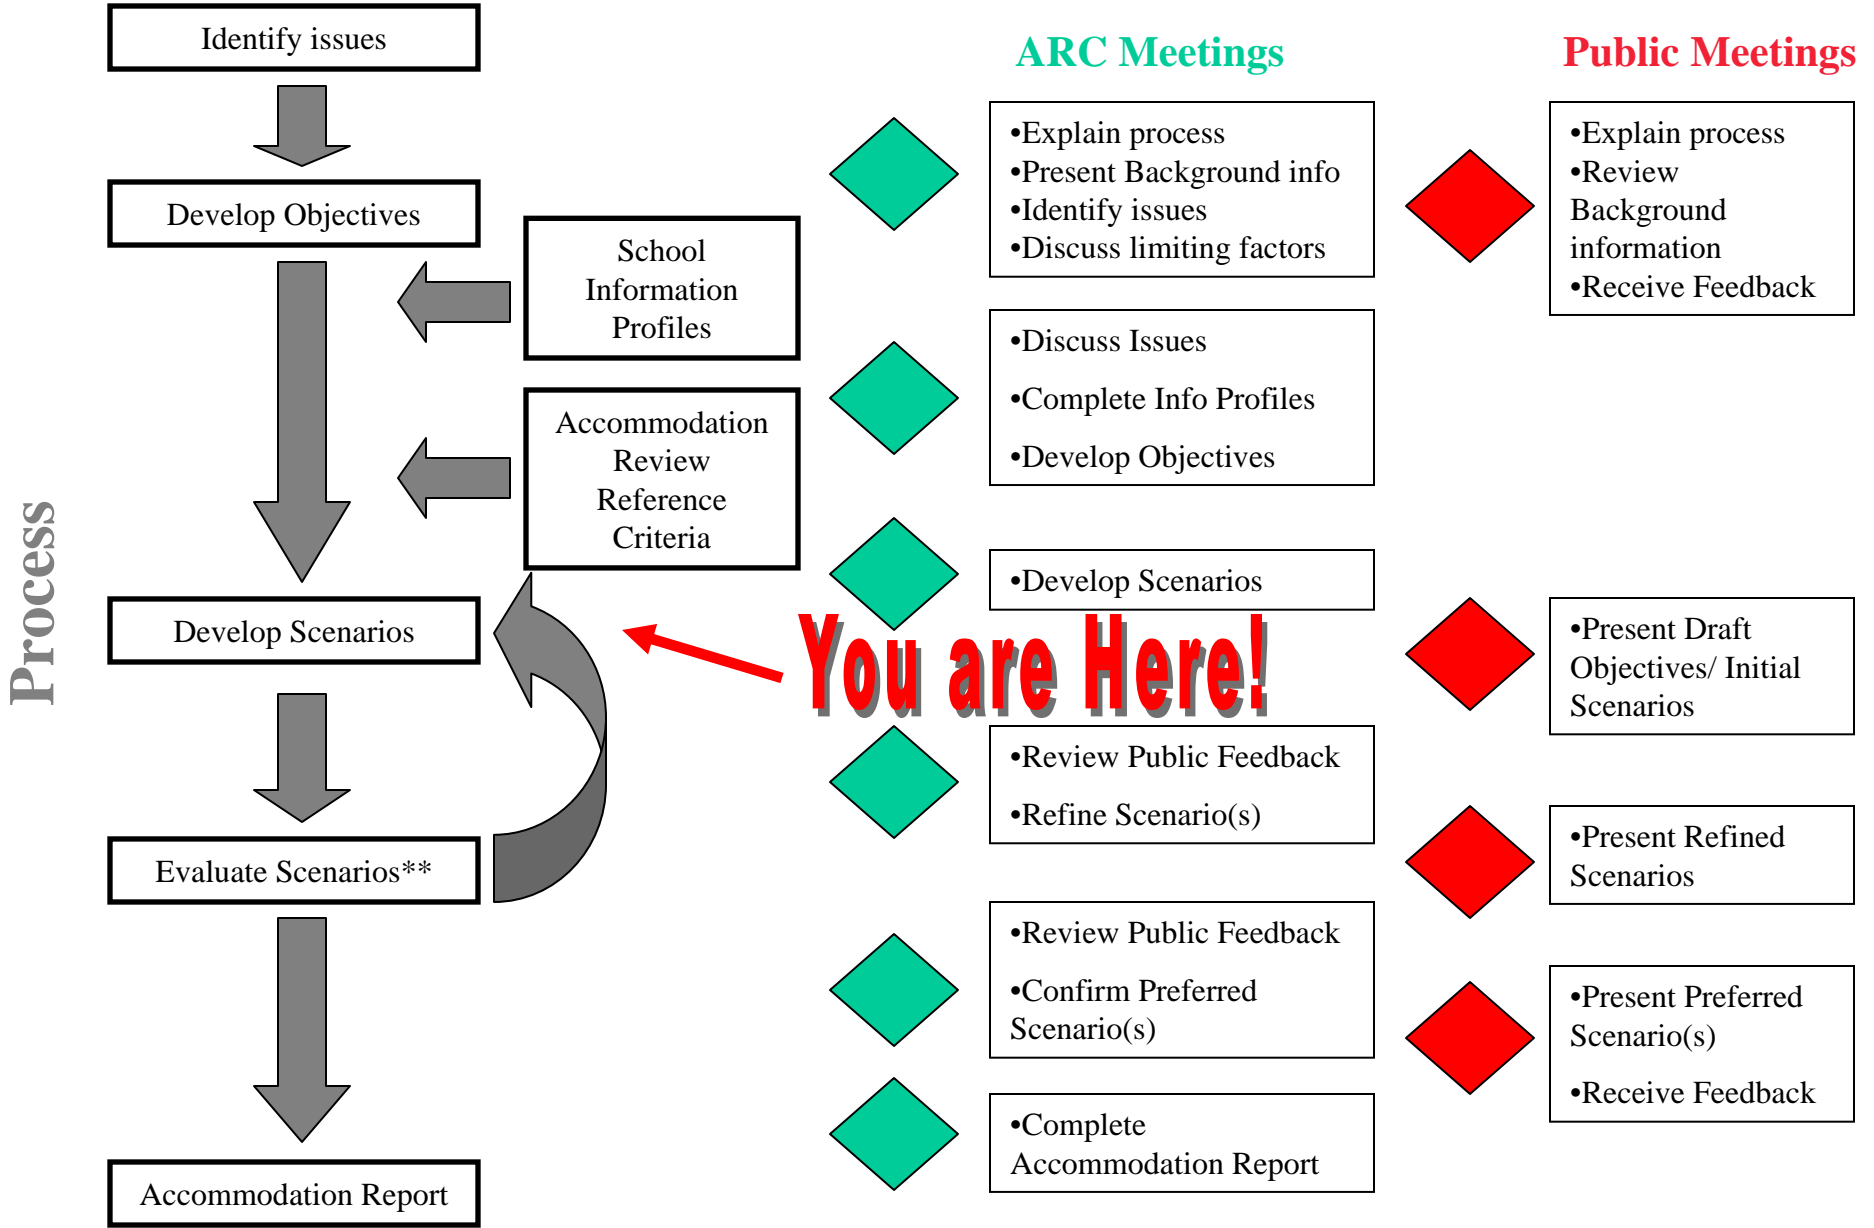 Identify issues
Develop Objectives
School
Information
Profiles
Accommodation
Review
Reference
Criteria
Process
Develop Scenarios
Evaluate Scenarios**
Accommodation Report
You are Here!
ARC Meetings
•Explain process
•Present Background info
•Identify issues
•Discuss limiting factors
•Discuss Issues
•Complete Info Profiles
•Develop Objectives
•Develop Scenarios
•Review Public Feedback
•Refine Scenario(s)
•Review Public Feedback
•Confirm Preferred
Scenario(s)
•Complete
Accommodation Report
Public Meetings
•Explain process
•Review
Background
information
•Receive Feedback
•Present Draft
Objectives/ Initial
Scenarios
•Present Refined
Scenarios
•Present Preferred
Scenario(s)
•Receive Feedback